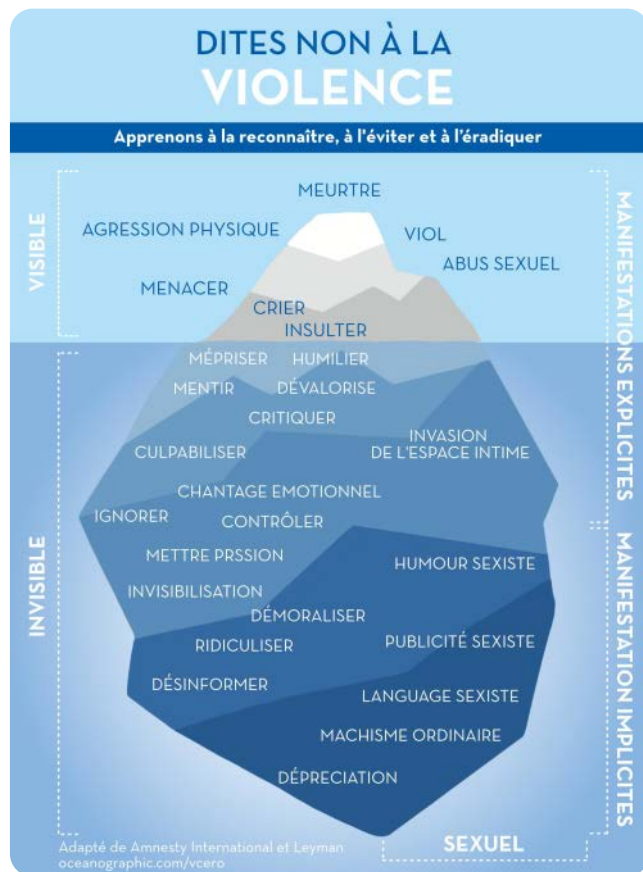 DITES NON À LA
VIOLENCE
Apprenons à la reconnaître, à l'éviter et à l'éradiquer
VISIBLE
MANIFESTATIONS EXPLICITES
MEURTRE
AGRESSION PHYSIQUE
VIOL
ABUS SEXUEL
MENACER
CRIER
INSULTER
INVISIBLE
MÉPRISER
HUMILIER
MENTIR
DÉVALORISE
CRITIQUER
CULPABILISER
INVASION
DE L'ESPACE INTIME
CHANTAGE EMOTIONNEL
IGNORER
CONTRÔLER
MANIFESTATION IMPLICITES
METTRE PRSSION
HUMOUR SEXISTE
INVISIBILISATION
DÉMORALISER
RIDICULISER
PUBLICITÉ SEXISTE
DÉSINFORMER
LANGUAGE SEXISTE
MACHISME ORDINAIRE
DÉPRECIATION
SEXUEL
Adapté de Amnesty International et Leyman
oceanographic.com/vcero